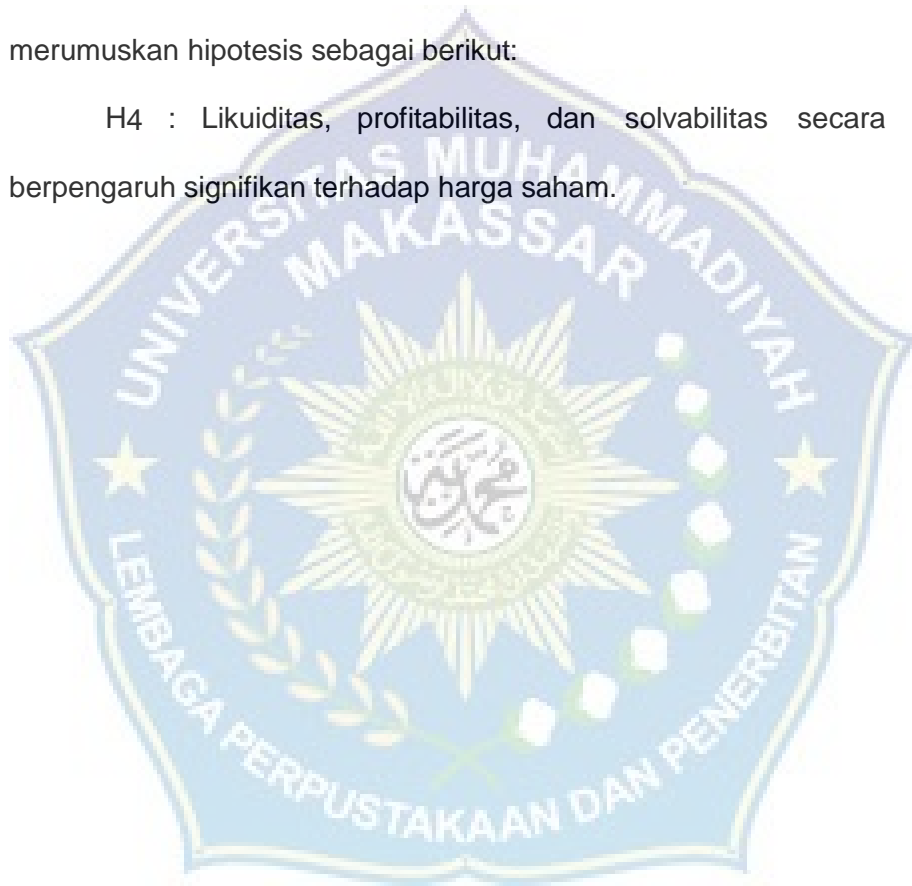 merumuskan hipotesis sebagai berikut:
H4 : Likuiditas, profitabilitas, dan solvabilitas secara
berpengaruh signifikan terhadap harga saham.
UNIVERSITAS MUHAMMADIYAH
MAKASSAR
محمد
LEMBAGA PERPUSTAKAAN DAN PENERBITAN